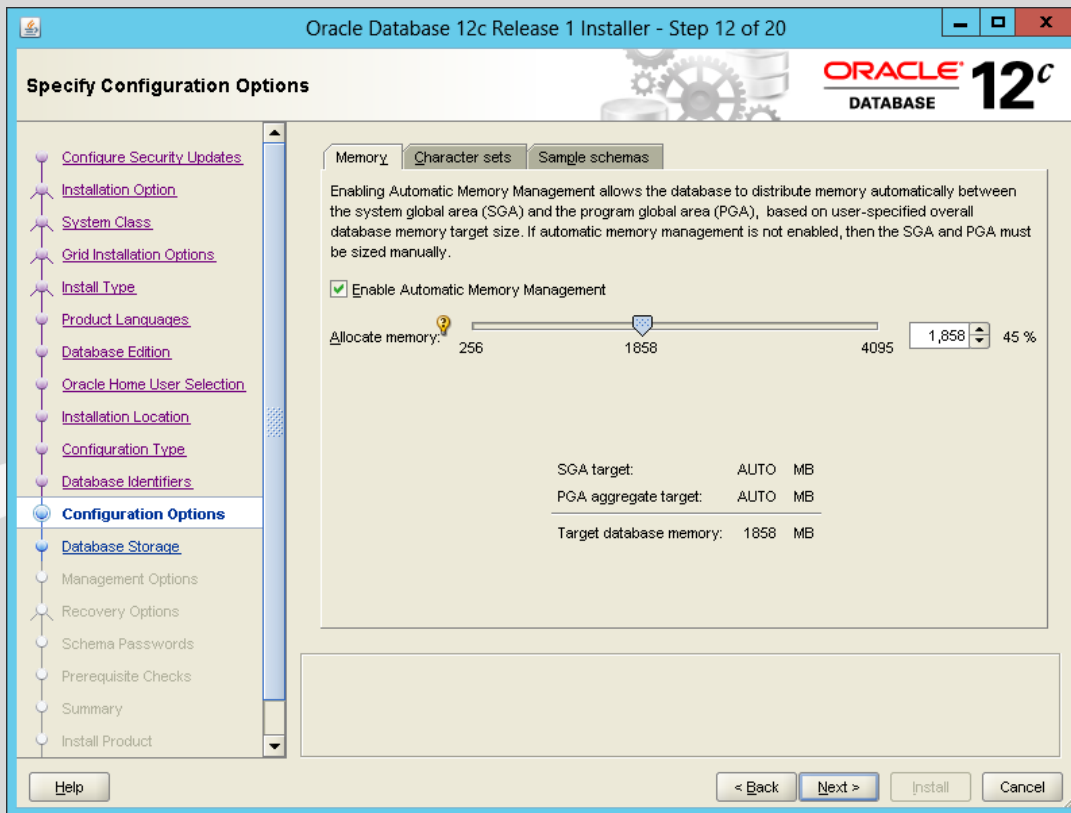 Oracle Database 12c Release 1 Installer - Step 12 of 20
Specify Configuration Options
ORACLE
DATABASE
12c
Configure Security Updates
Installation Option
System Class
Grid Installation Options
Install Type
Product Languages
Database Edition
Oracle Home User Selection
Installation Location
Configuration Type
Database Identifiers
Configuration Options
Database Storage
Management Options
Recovery Options
Schema Passwords
Prerequisite Checks
Summary
Install Product
Memory Character sets Sample schemas
Enabling Automatic Memory Management allows the database to distribute memory automatically between
the system global area (SGA) and the program global area (PGA), based on user-specified overall
database memory target size. If automatic memory management is not enabled, then the SGA and PGA must
be sized manually.
Enable Automatic Memory Management
Allocate memory: 1,858 45 %
256 1858 4095
SGA target: AUTO MB
PGA aggregate target: AUTO MB
Target database memory: 1858 MB
Help < Back Next > Install Cancel